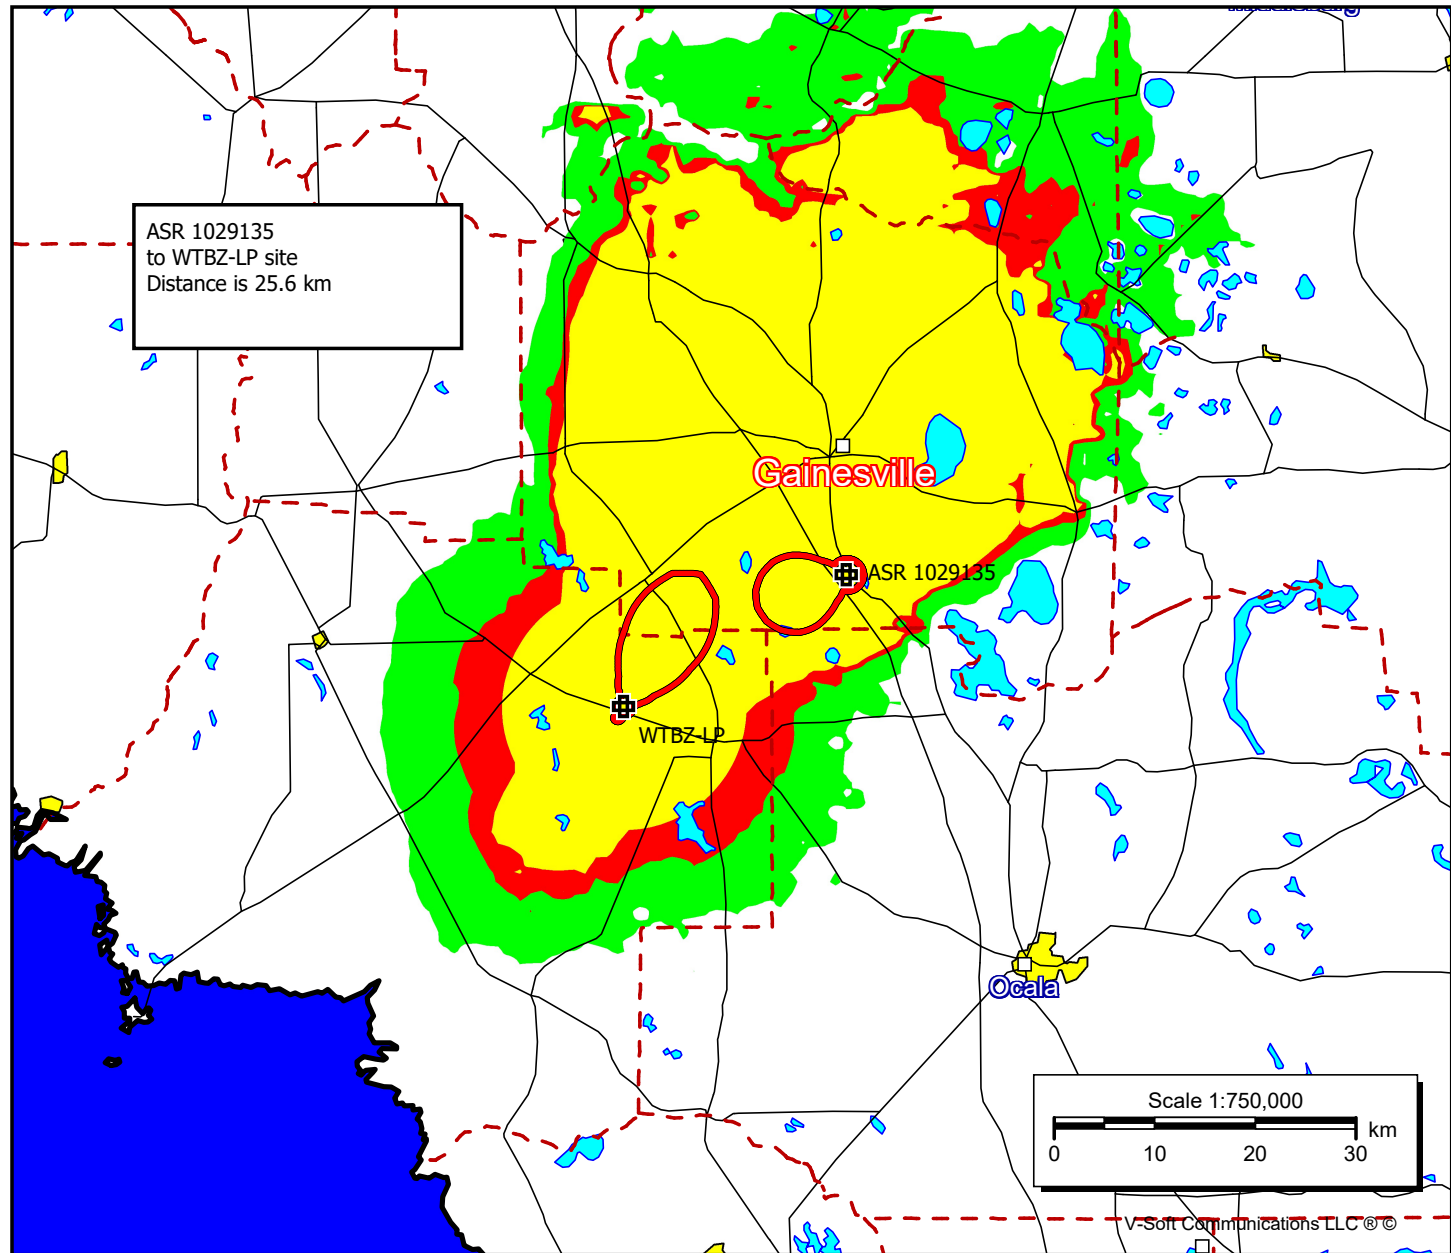 ASR 1029135
to WTBZ-LP site
Distance is 25.6 km
Gainesville
ASR 1029135
WTBZ-LP
Ocala
Scale 1:750,000
km
0 10 20 30
V-Soft Communications LLC ® ©